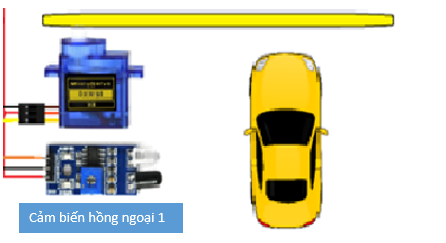 Cảm biến hồng ngoại 1